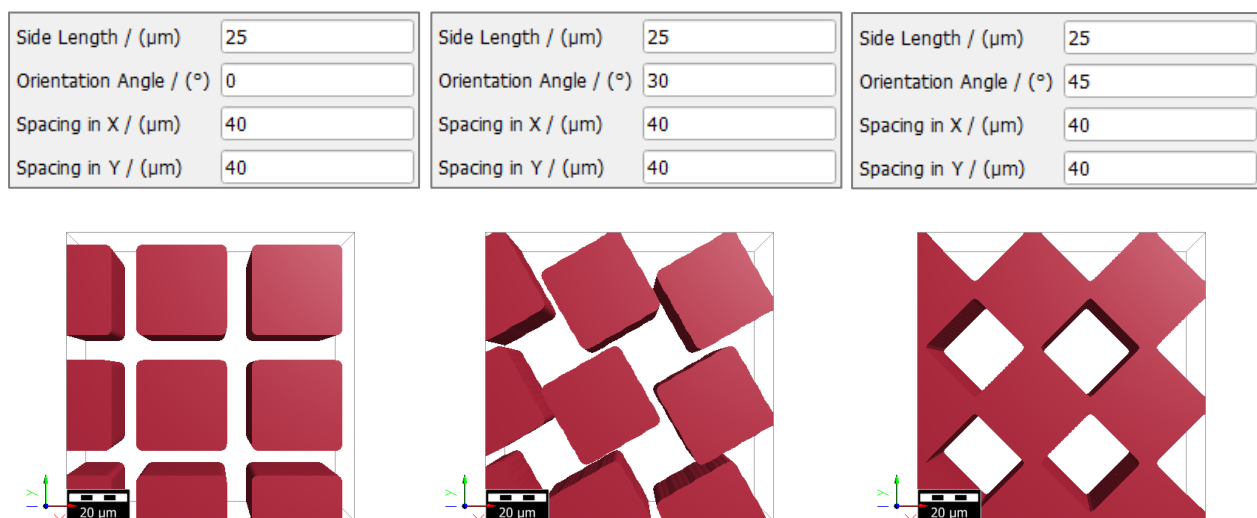 Side Length / (µm) 25
Orientation Angle / (°) 0
Spacing in X / (µm) 40
Spacing in Y / (µm) 40
Side Length / (µm) 25
Orientation Angle / (°) 30
Spacing in X / (µm) 40
Spacing in Y / (µm) 40
Side Length / (µm) 25
Orientation Angle / (°) 45
Spacing in X / (µm) 40
Spacing in Y / (µm) 40
y
20 µm
y
20 µm
y
20 µm